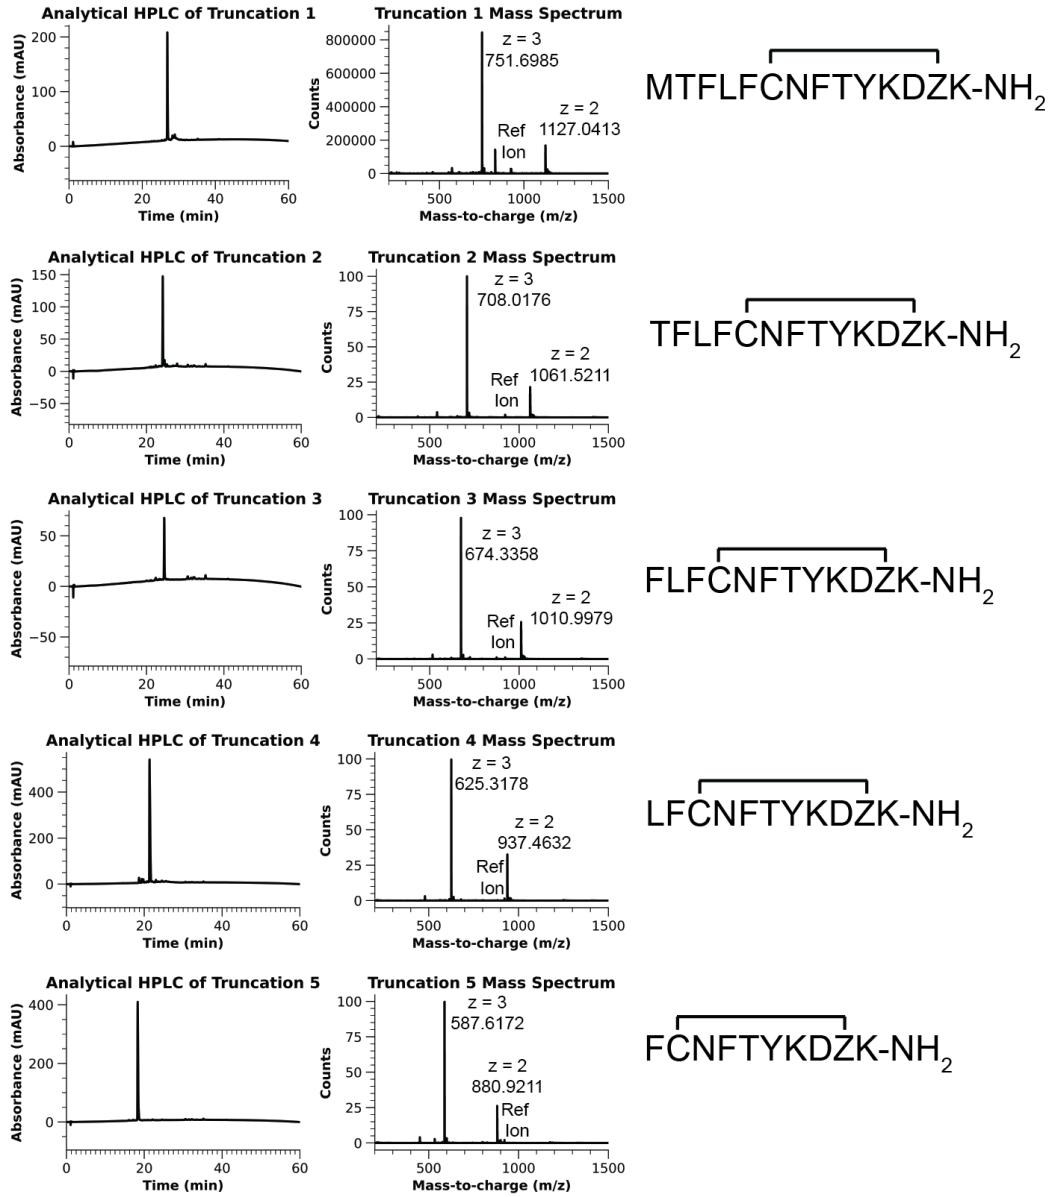 Analytical HPLC of Truncation 1
Absorbance (mAU)
200
100
0
0 20 40 60
Time (min)
Truncation 1 Mass Spectrum
Counts
800000
600000
400000
200000
0
z = 3
751.6985
z = 2
1127.0413
Ref
Ion
500 1000 1500
Mass-to-charge (m/z)
MTFLFCNFTYKDZK-NH2
Analytical HPLC of Truncation 2
Absorbance (mAU)
150
100
50
0
−50
0 20 40 60
Time (min)
Truncation 2 Mass Spectrum
Counts
100
75
50
25
0
z = 3
708.0176
z = 2
1061.5211
Ref
Ion
500 1000 1500
Mass-to-charge (m/z)
TFLFCNFTYKDZK-NH2
Analytical HPLC of Truncation 3
Absorbance (mAU)
50
0
−50
0 20 40 60
Time (min)
Truncation 3 Mass Spectrum
Counts
100
75
50
25
0
z = 3
674.3358
z = 2
1010.9979
Ref
Ion
500 1000 1500
Mass-to-charge (m/z)
FLFCNFTYKDZK-NH2
Analytical HPLC of Truncation 4
Absorbance (mAU)
400
200
0
0 20 40 60
Time (min)
Truncation 4 Mass Spectrum
Counts
100
75
50
25
0
z = 3
625.3178
z = 2
937.4632
Ref
Ion
500 1000 1500
Mass-to-charge (m/z)
LFCNFTYKDZK-NH2
Analytical HPLC of Truncation 5
Absorbance (mAU)
400
200
0
0 20 40 60
Time (min)
Truncation 5 Mass Spectrum
Counts
100
75
50
25
0
z = 3
587.6172
z = 2
880.9211
Ref
Ion
500 1000 1500
Mass-to-charge (m/z)
FCNFTYKDZK-NH2